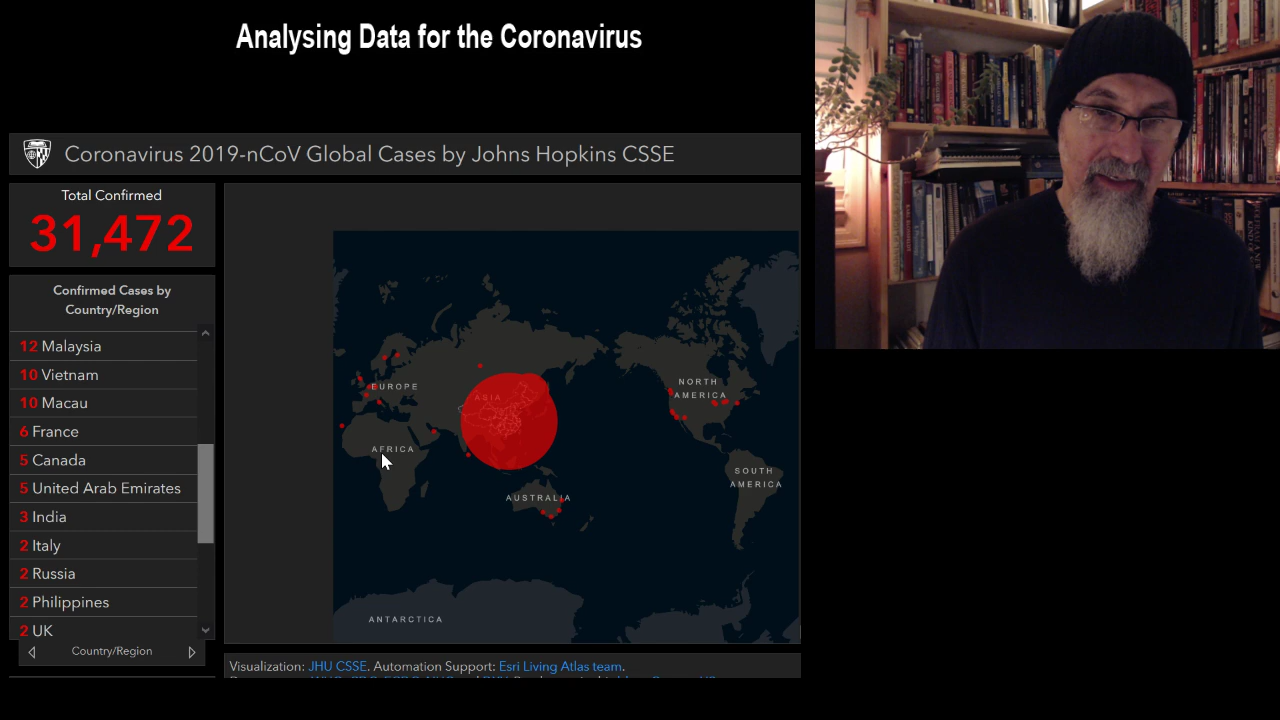 Analysing Data for the Coronavirus
Coronavirus 2019-nCoV Global Cases by Johns Hopkins CSSE
Total Confirmed
31,472
Confirmed Cases by
Country/Region
12 Malaysia
10 Vietnam
10 Macau
6 France
5 Canada
5 United Arab Emirates
3 India
2 Italy
2 Russia
2 Philippines
2 UK
Country/Region
EUROPE
ASIA
AFRICA
AUSTRALIA
NORTH
AMERICA
SOUTH
AMERICA
ANTARCTICA
Visualization: JHU CSSE. Automation Support: Esri Living Atlas team.